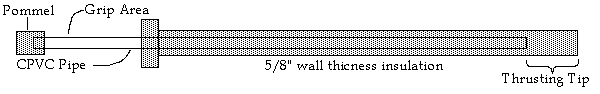 Pommel
Grip Area
CPVC Pipe
5/8" wall thicness insulation
Thrusting Tip